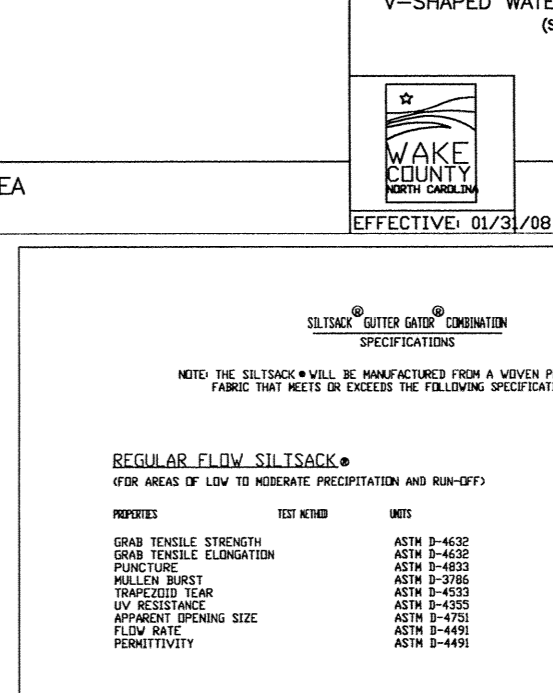 V-SHAPED WATE
(S
WAKE
COUNTY
NORTH CAROLINA
EA
EFFECTIVE: 01/31/08
SILTSACK® GUTTER GATOR® COMBINATION
SPECIFICATIONS
NOTE: THE SILTSACK® WILL BE MANUFACTURED FROM A WOVEN P
FABRIC THAT MEETS OR EXCEEDS THE FOLLOWING SPECIFICAT
REGULAR FLOW SILTSACK®
(FOR AREAS OF LOW TO MODERATE PRECIPITATION AND RUN-OFF)
PROPERTIES TEST METHOD UNITS
GRAB TENSILE STRENGTH ASTM D-4632
GRAB TENSILE ELONGATION ASTM D-4632
PUNCTURE ASTM D-4833
MULLEN BURST ASTM D-3786
TRAPEZOID TEAR ASTM D-4533
UV RESISTANCE ASTM D-4355
APPARENT OPENING SIZE ASTM D-4751
FLOW RATE ASTM D-4491
PERMITTIVITY ASTM D-4491